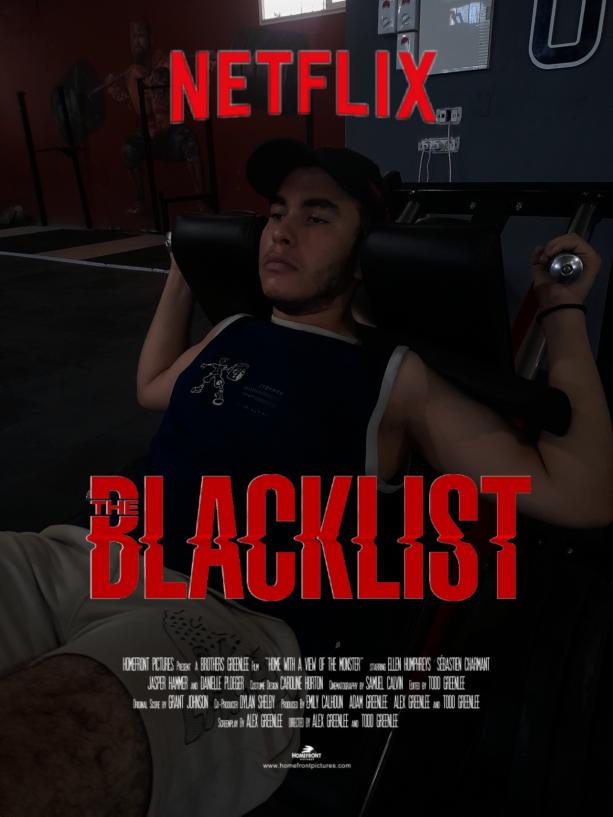 NETFLIX
THE
BLACKLIST
HOMEFRONT PICTURES PRESENT A BROTHERS GREENLEE FILM "HOME WITH A VIEW OF THE MONSTER" STARRING ELLEN HUMPHREYS SÉBASTIEN CHARMANT
JASPER HAMMER AND DANIELLE PLOEGER COSTUME DESIGN CAROLINE HORTON CINEMATOGRAPHY BY SAMUEL CALVIN EDITED BY TODD GREENLEE
ORIGINAL SCORE BY GRANT JOHNSON CO-PRODUCER DYLAN SHELBY PRODUCED BY EMILY CALHOUN ADAM GREENLEE ALEX GREENLEE AND TODD GREENLEE
SCREENPLAY BY ALEX GREENLEE DIRECTED BY ALEX GREENLEE AND TODD GREENLEE
HOMEFRONT
PICTURES
www.homefrontpictures.com